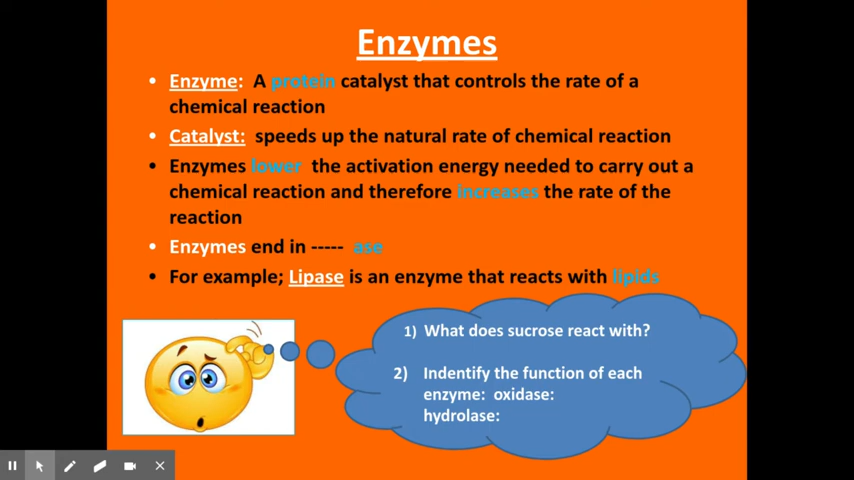 Enzymes
• Enzyme: A protein catalyst that controls the rate of a
chemical reaction
• Catalyst: speeds up the natural rate of chemical reaction
• Enzymes lower the activation energy needed to carry out a
chemical reaction and therefore increases the rate of the
reaction
• Enzymes end in ----- ase
• For example; Lipase is an enzyme that reacts with lipids
1) What does sucrose react with?
2) Indentify the function of each
enzyme: oxidase:
hydrolase: